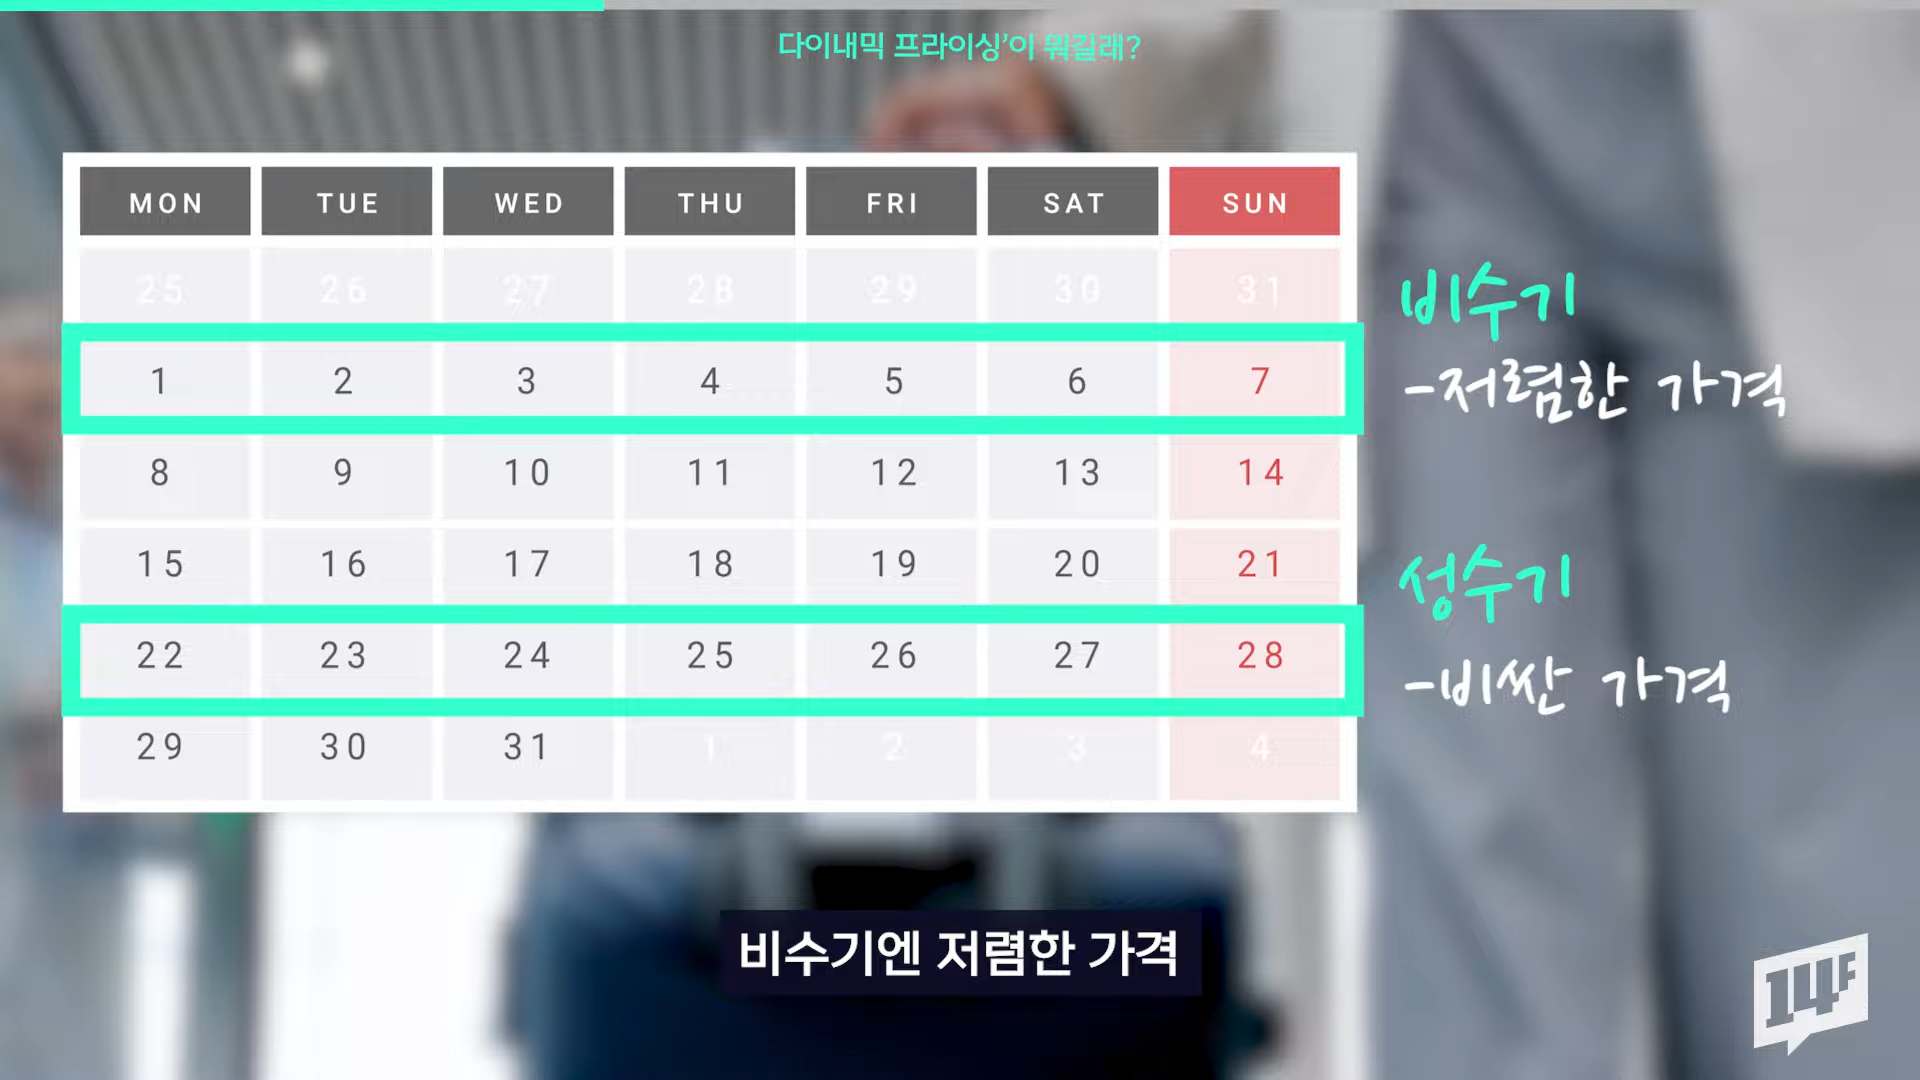 다이내믹 프라이싱'이 뭐길래?
MON TUE WED THU FRI SAT SUN
25 26 27 28 29 30 31
1 2 3 4 5 6 7
8 9 10 11 12 13 14
15 16 17 18 19 20 21
22 23 24 25 26 27 28
29 30 31 1 2 3 4
비수기
-저렴한 가격
성수기
-비싼 가격
비수기엔 저렴한 가격
14F